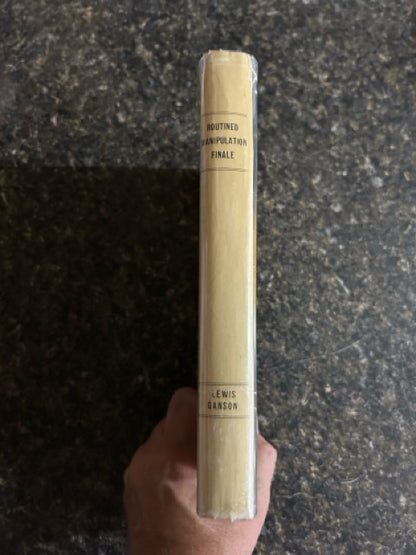 ROUTINED
MANIPULATION
FINALE
LEWIS
GANSON